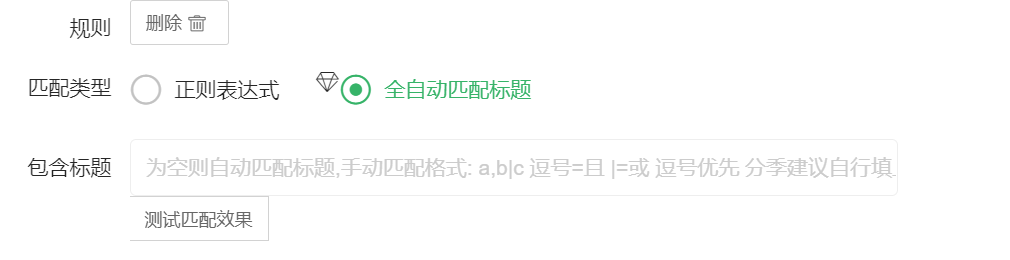 规则 删除
匹配类型 正则表达式 全自动匹配标题
包含标题 为空则自动匹配标题,手动匹配格式: a,b|c 逗号=且 |=或 逗号优先 分季建议自行填
测试匹配效果